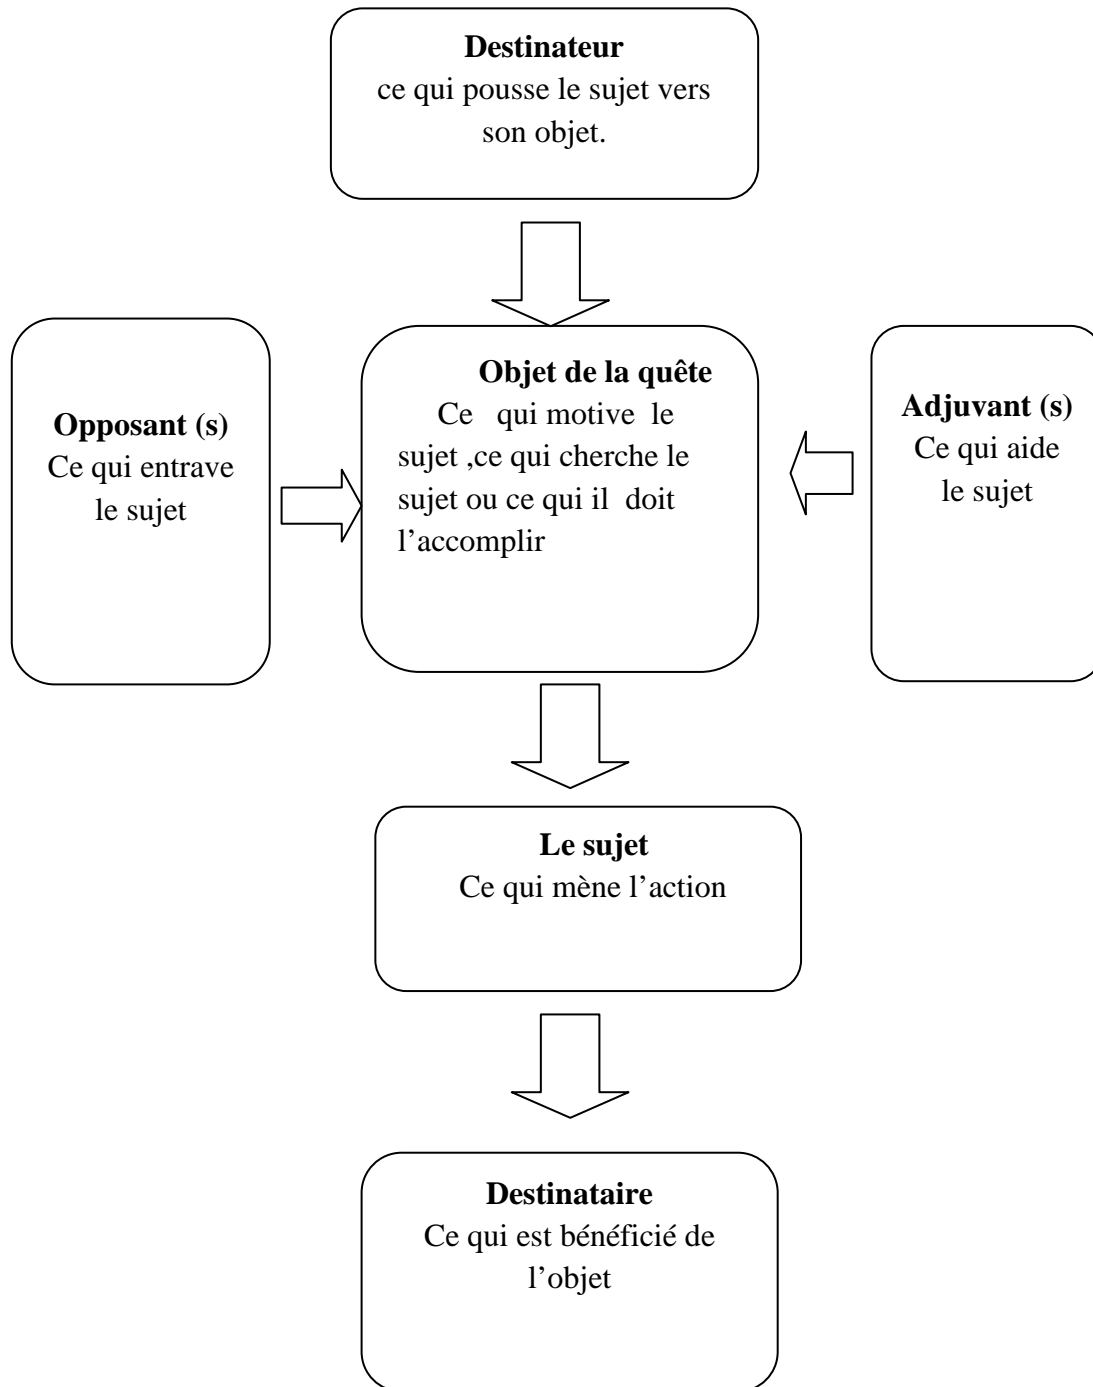 Destinateur
ce qui pousse le sujet vers
son objet.
Opposant (s)
Ce qui entrave
le sujet
Objet de la quête
Ce qui motive le
sujet ,ce qui cherche le
sujet ou ce qui il doit
l’accomplir
Adjuvant (s)
Ce qui aide
le sujet
Le sujet
Ce qui mène l’action
Destinataire
Ce qui est bénéficié de
l’objet